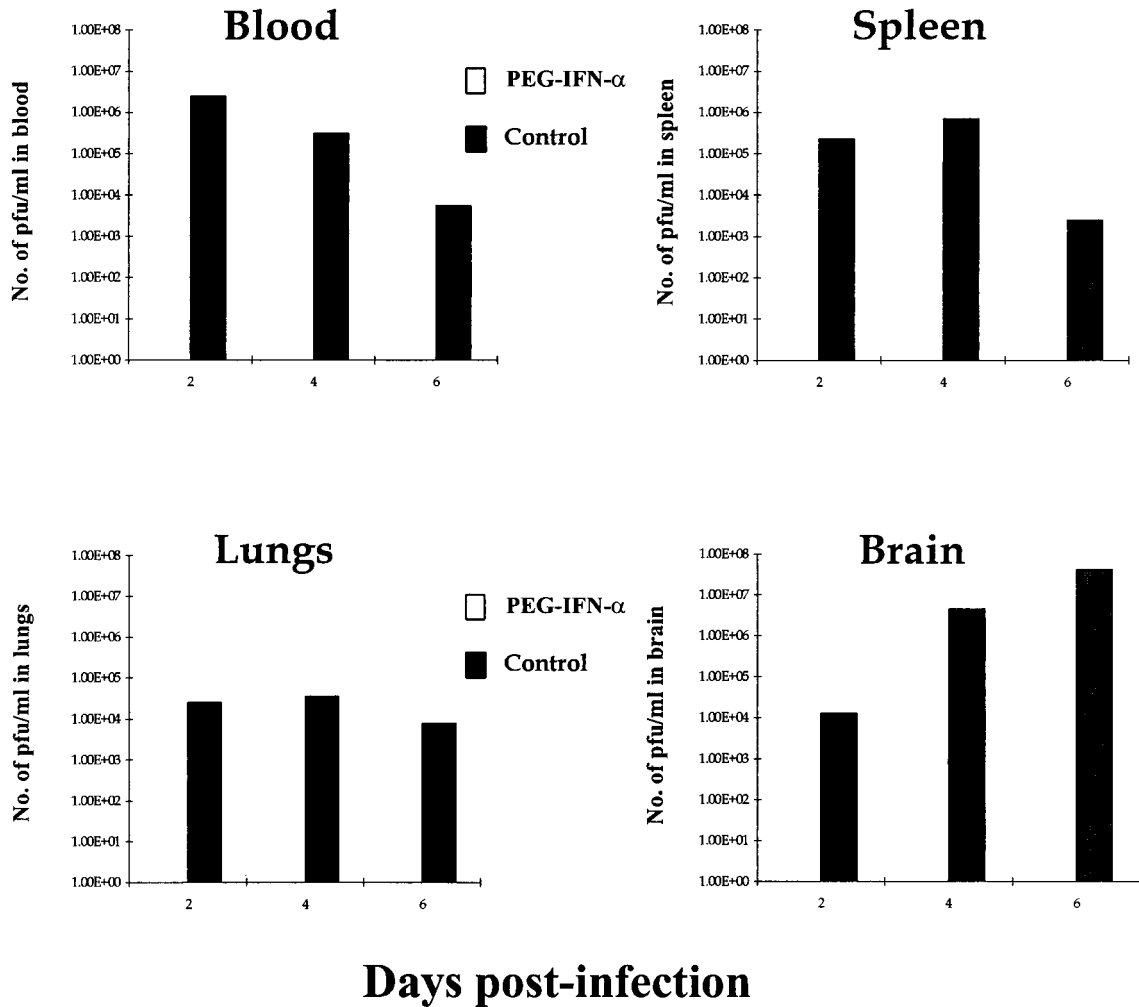 Blood
No. of pfu/ml in blood
1.00E+08
1.00E+07
1.00E+06
1.00E+05
1.00E+04
1.00E+03
1.00E+02
1.00E+01
1.00E+00
2 4 6
PEG-IFN-α
Control
Spleen
No. of pfu/ml in spleen
1.00E+08
1.00E+07
1.00E+06
1.00E+05
1.00E+04
1.00E+03
1.00E+02
1.00E+01
1.00E+00
2 4 6
Lungs
No. of pfu/ml in lungs
1.00E+08
1.00E+07
1.00E+06
1.00E+05
1.00E+04
1.00E+03
1.00E+02
1.00E+01
1.00E+00
2 4 6
PEG-IFN-α
Control
Brain
No. of pfu/ml in brain
1.00E+08
1.00E+07
1.00E+06
1.00E+05
1.00E+04
1.00E+03
1.00E+02
1.00E+01
1.00E+00
2 4 6
Days post-infection